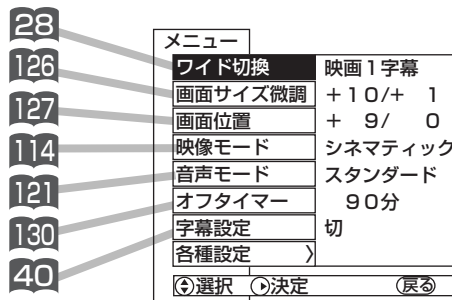 28
メニュー
ワイド切換 映画1字幕
126
画面サイズ微調 +10/+ 1
127
画面位置 + 9/ 0
114
映像モード シネマティック
121
音声モード スタンダード
オフタイマー 90分
130
字幕設定 切
各種設定 〉
40
選択 決定 戻る